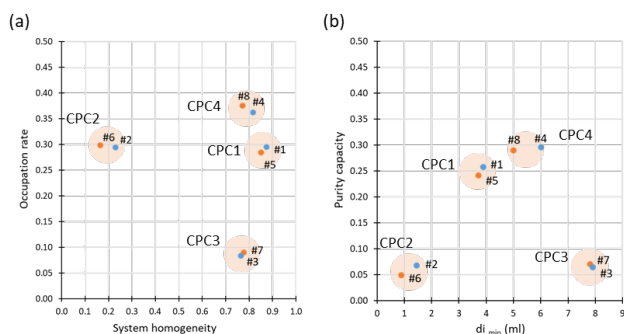 (a)
0.50
0.45
0.40
0.35
0.30
0.25
0.20
0.15
0.10
0.05
0.00
Occupation rate
CPC2
#6
#2
CPC4
#8
#4
CPC1
#1
#5
CPC3
#7
#3
0.0 0.1 0.2 0.3 0.4 0.5 0.6 0.7 0.8 0.9 1.0
System homogeneity
(b)
0.50
0.45
0.40
0.35
0.30
0.25
0.20
0.15
0.10
0.05
0.00
Purity capacity
#8
#4
CPC4
CPC1
#1
#5
CPC2
#2
#6
CPC3
#7
#3
0 1 2 3 4 5 6 7 8 9
di min (ml)